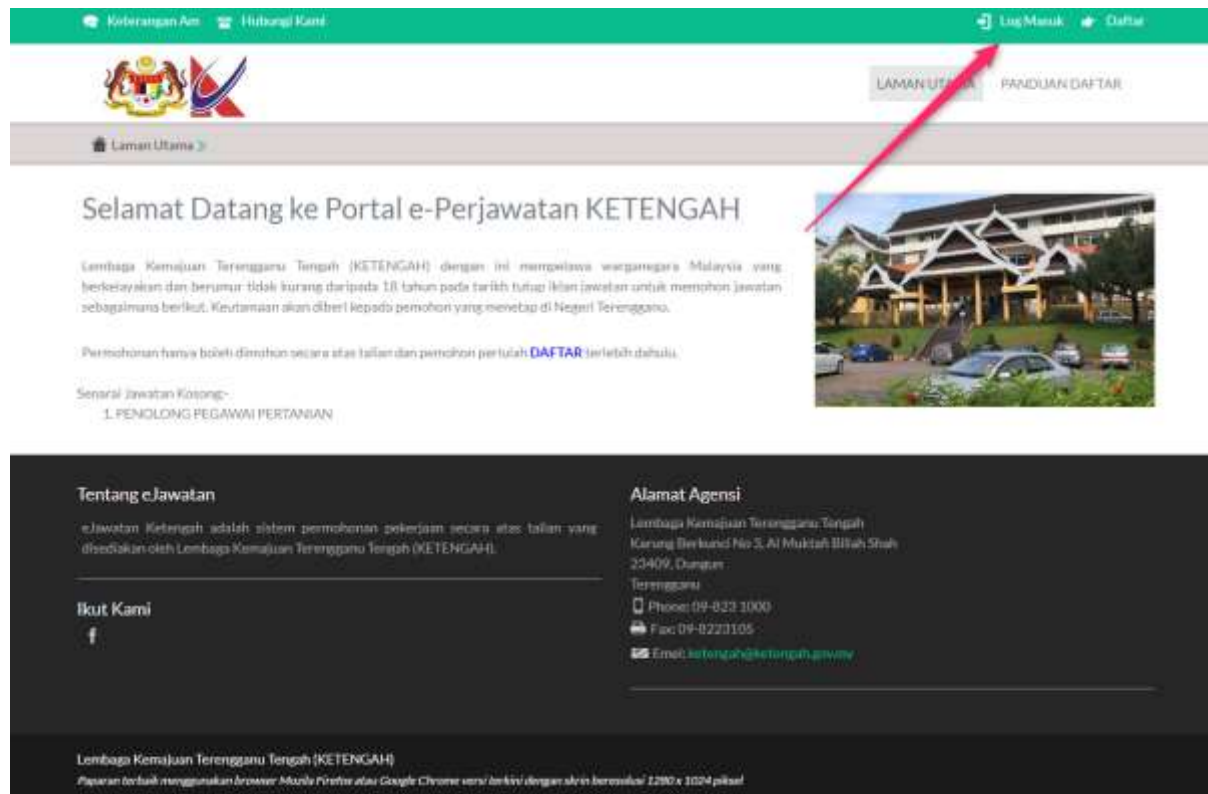 Keterangan Am Hubungi Kami Log Masuk Daftar
LAMAN UTAMA PANDUAN DAFTAR
Laman Utama >
Selamat Datang ke Portal e-Perjawatan KETENGAH
Lembaga Kemajuan Terengganu Tengah (KETENGAH) dengan ini mempelawa warganegara Malaysia yang
berkelayakan dan berumur tidak kurang daripada 18 tahun pada tarikh tutup iklan jawatan untuk memohon jawatan
sebagaimana berikut. Keutamaan akan diberi kepada pemohon yang menetap di Negeri Terengganu.
Permohonan hanya boleh dimohon secara atas talian dan pemohon perlulah DAFTAR terlebih dahulu.
Senarai Jawatan Kosong:-
1. PENOLONG PEGAWAI PERTANIAN
Tentang eJawatan
eJawatan Ketengah adalah sistem permohonan pekerjaan secara atas talian yang
disediakan oleh Lembaga Kemajuan Terengganu Tengah (KETENGAH).
Ikut Kami
Alamat Agensi
Lembaga Kemajuan Terengganu Tengah
Karung Berkunci No 3, Al Muktafi Billah Shah
23409, Dungun
Terengganu
Phone: 09-823 1000
Fax: 09-8223105
Emel: ketengah@ketengah.gov.my
Lembaga Kemajuan Terengganu Tengah (KETENGAH)
Paparan terbaik menggunakan browser Mozila Firefox atau Google Chrome versi terkini dengan skrin beresolusi 1280 x 1024 piksel